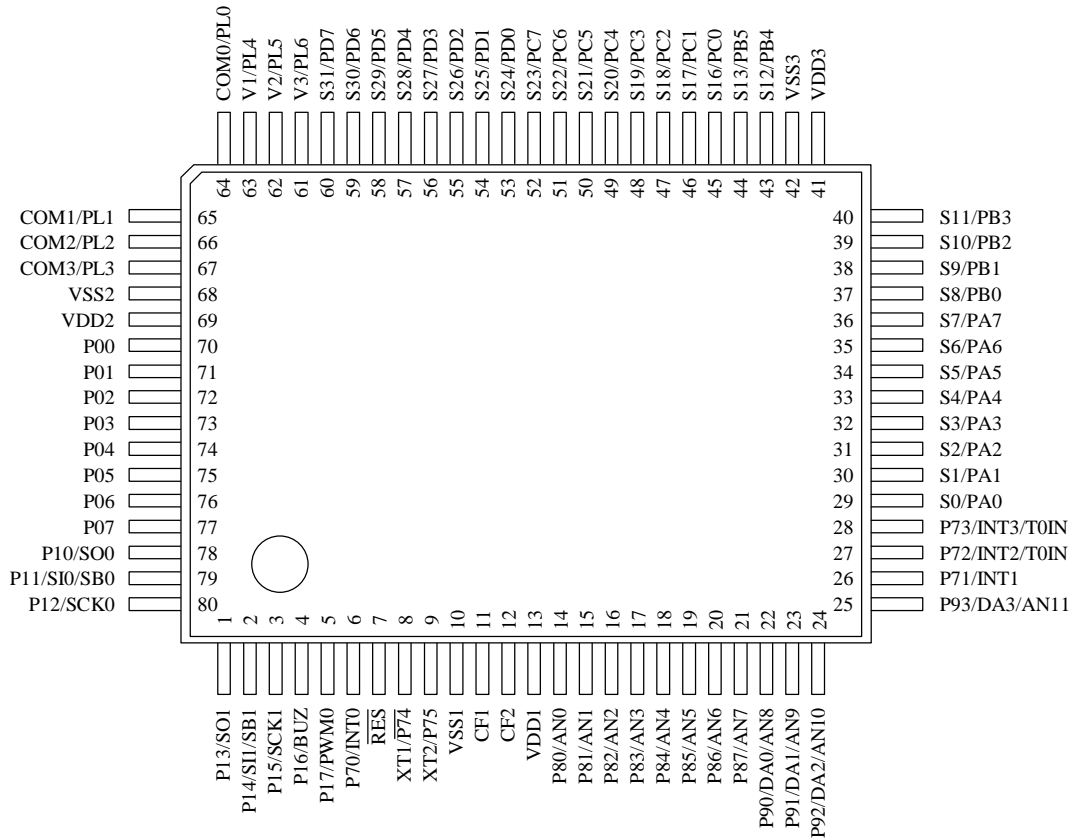 COM0/PL0
V1/PL4
V2/PL5
V3/PL6
S31/PD7
S30/PD6
S29/PD5
S28/PD4
S27/PD3
S26/PD2
S25/PD1
S24/PD0
S23/PC7
S22/PC6
S21/PC5
S20/PC4
S19/PC3
S18/PC2
S17/PC1
S16/PC0
S13/PB5
S12/PB4
VSS3
VDD3
64
63
62
61
60
59
58
57
56
55
54
53
52
51
50
49
48
47
46
45
44
43
42
41
COM1/PL1 65
COM2/PL2 66
COM3/PL3 67
VSS2 68
VDD2 69
P00 70
P01 71
P02 72
P03 73
P04 74
P05 75
P06 76
P07 77
P10/SO0 78
P11/SI0/SB0 79
P12/SCK0 80
40 S11/PB3
39 S10/PB2
38 S9/PB1
37 S8/PB0
36 S7/PA7
35 S6/PA6
34 S5/PA5
33 S4/PA4
32 S3/PA3
31 S2/PA2
30 S1/PA1
29 S0/PA0
28 P73/INT3/T0IN
27 P72/INT2/T0IN
26 P71/INT1
25 P93/DA3/AN11
1
2
3
4
5
6
7
8
9
10
11
12
13
14
15
16
17
18
19
20
21
22
23
24
P13/SO1
P14/SI1/SB1
P15/SCK1
P16/BUZ
P17/PWM0
P70/INT0
RES
XT1/P74
XT2/P75
VSS1
CF1
CF2
VDD1
P80/AN0
P81/AN1
P82/AN2
P83/AN3
P84/AN4
P85/AN5
P86/AN6
P87/AN7
P90/DA0/AN8
P91/DA1/AN9
P92/DA2/AN10